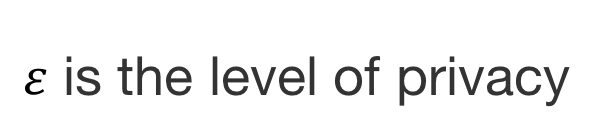 ε is the level of privacy